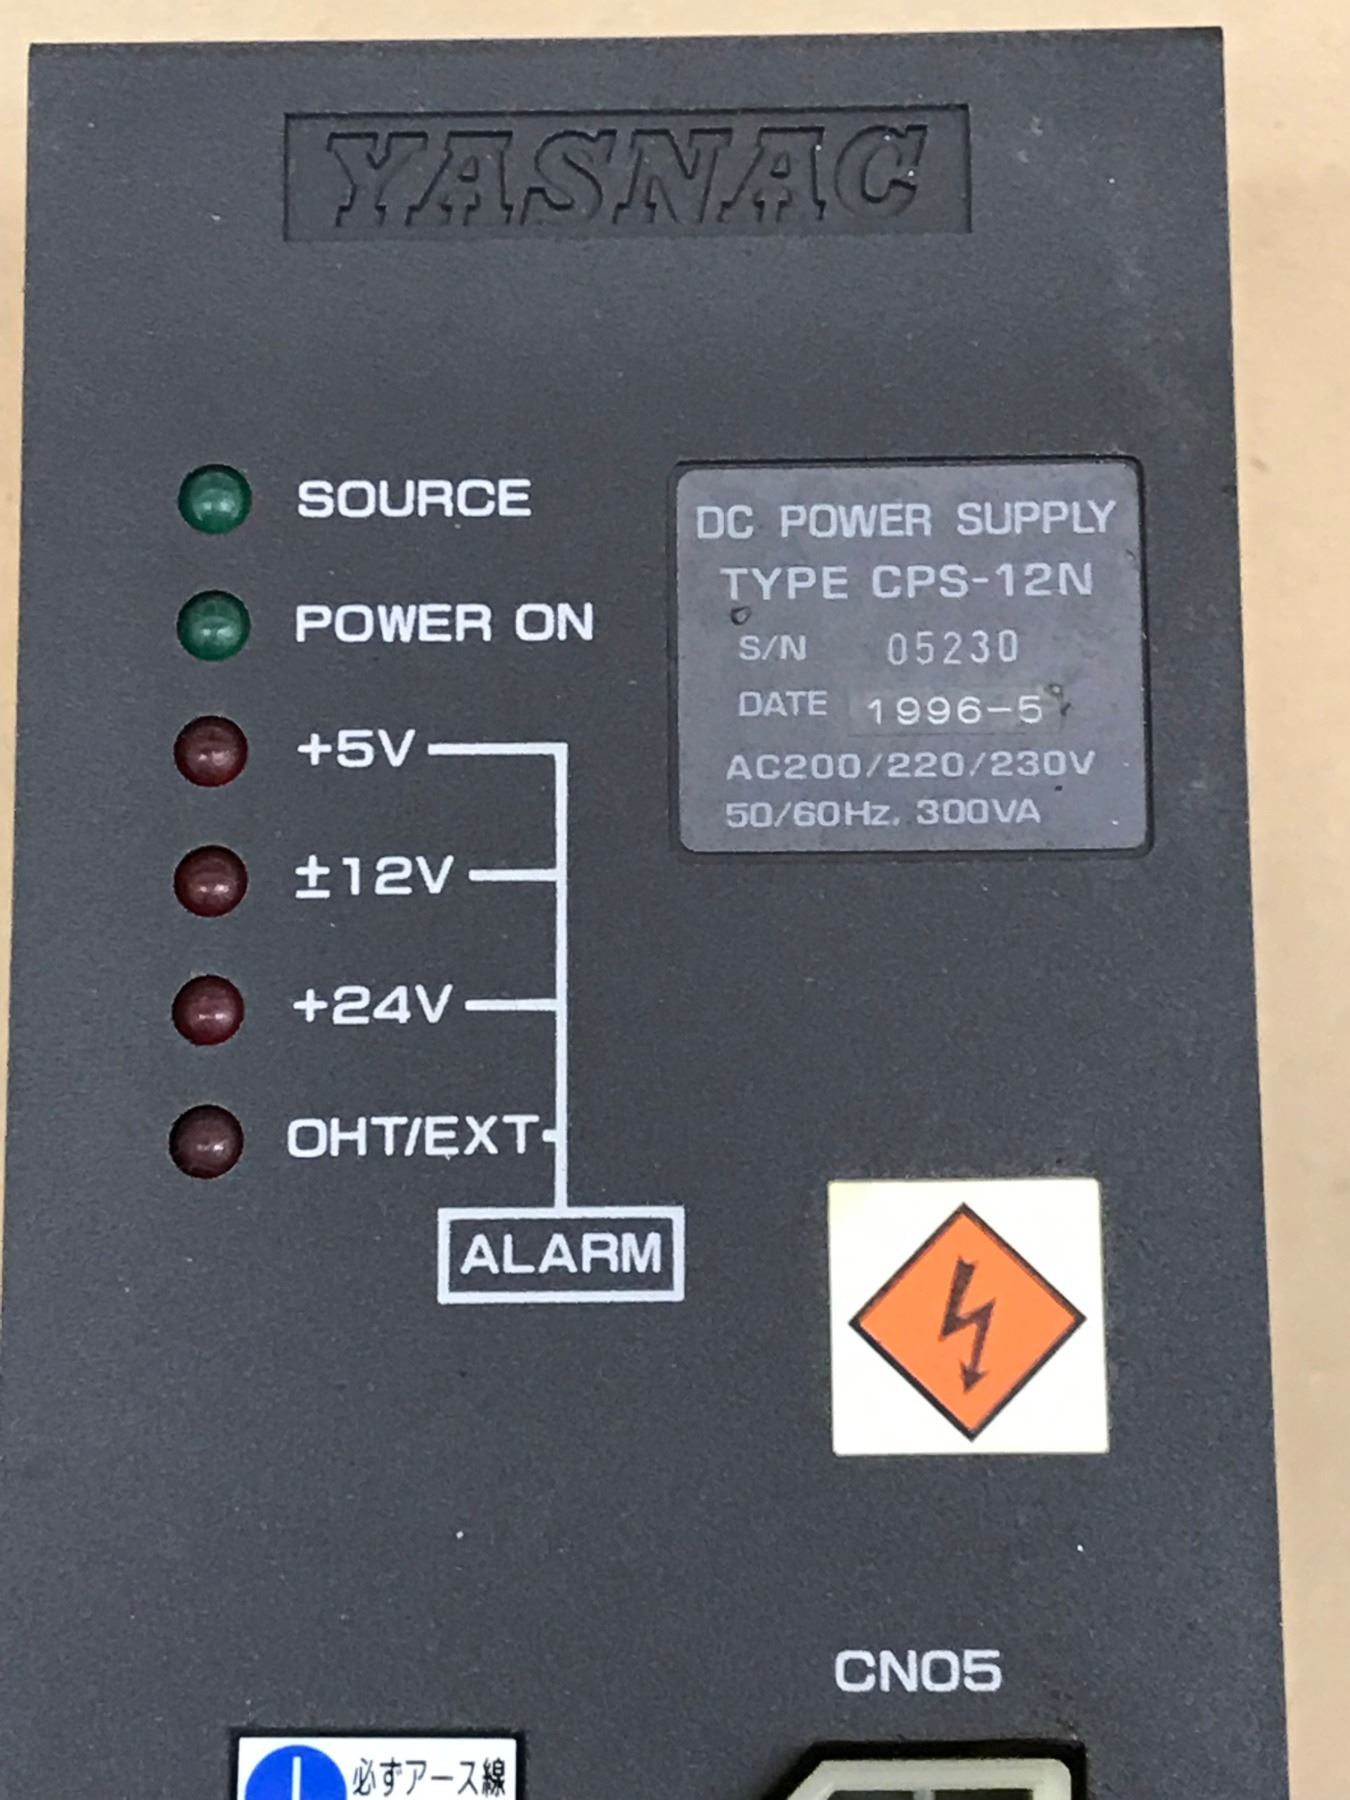 YASNAC
SOURCE
POWER ON
+5V
±12V
+24V
OHT/EXT
ALARM
DC POWER SUPPLY
TYPE CPS-12N
S/N 05230
DATE 1996-5
AC200/220/230V
50/60Hz. 300VA
CN05
必ずアース線